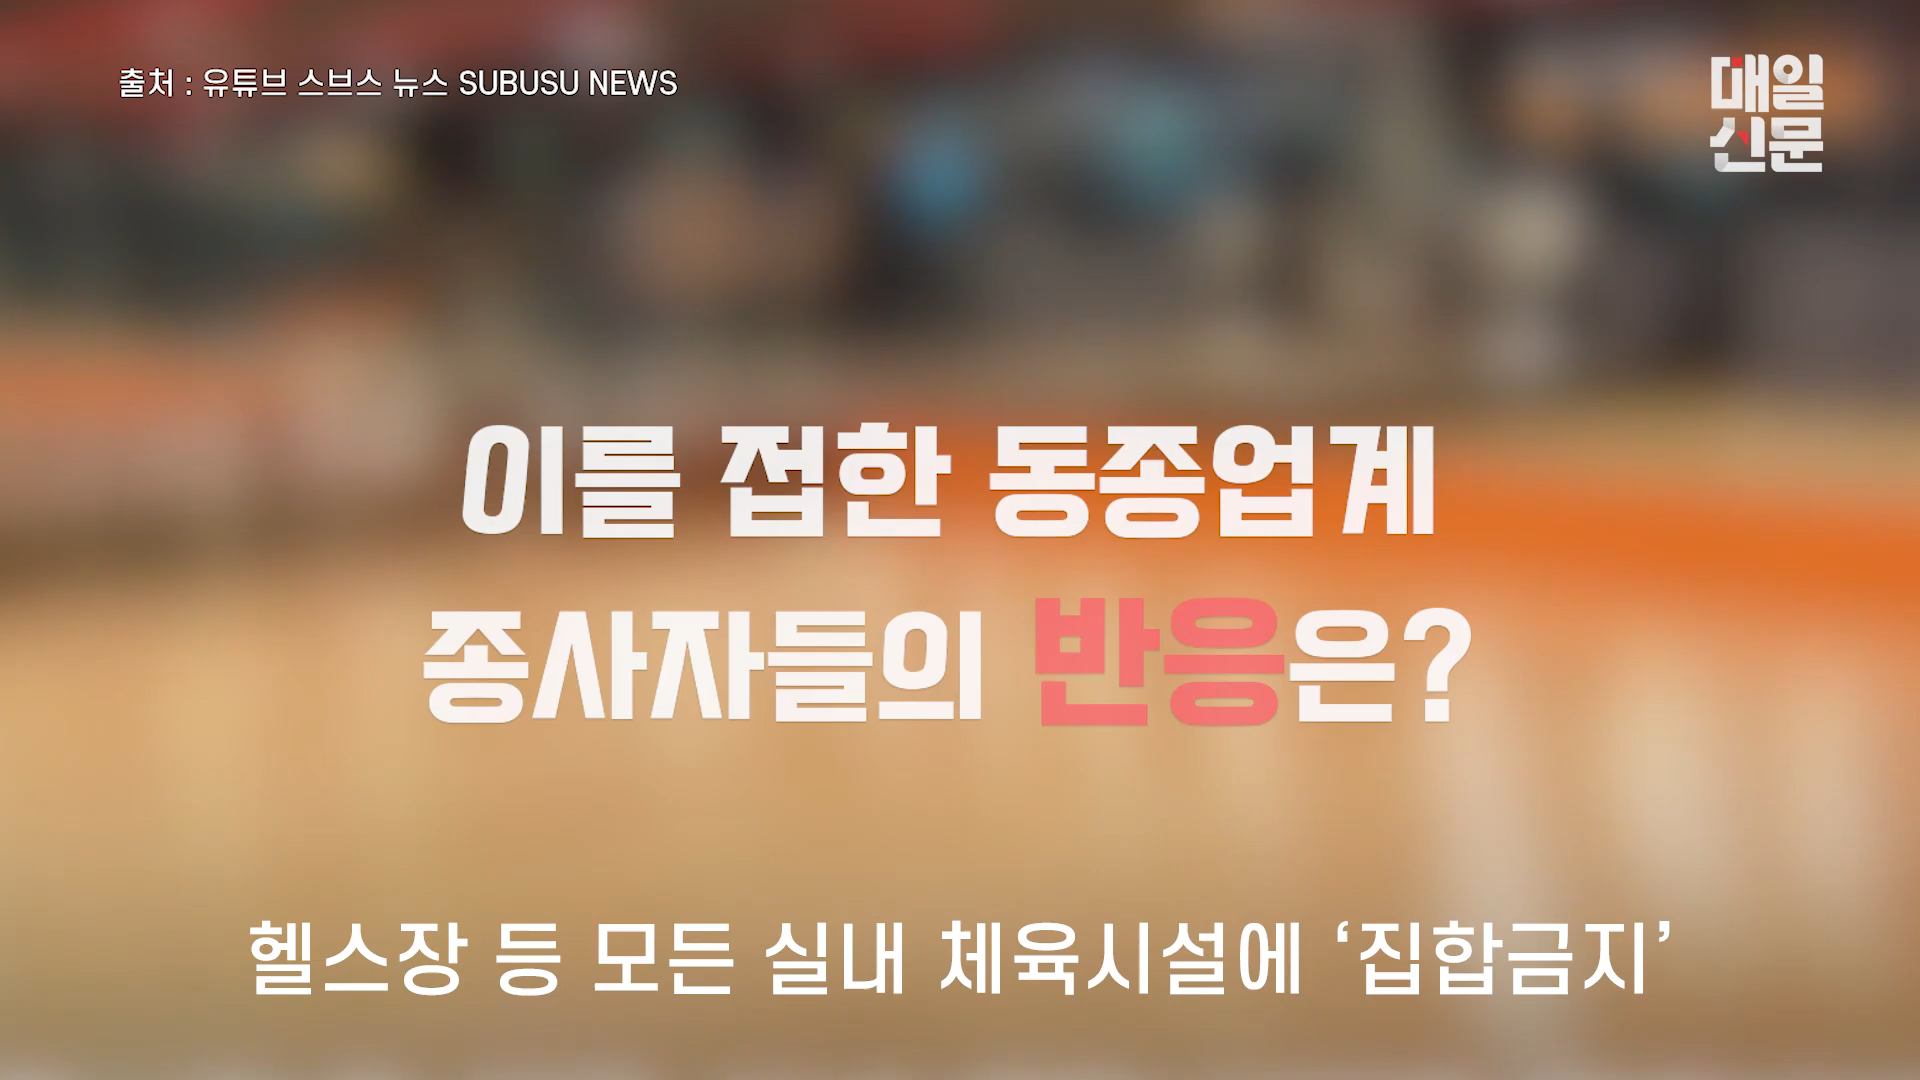 출처 : 유튜브 스브스 뉴스 SUBUSU NEWS
매일
신문
이를 접한 동종업계
종사자들의 반응은?
헬스장 등 모든 실내 체육시설에 ‘집합금지’